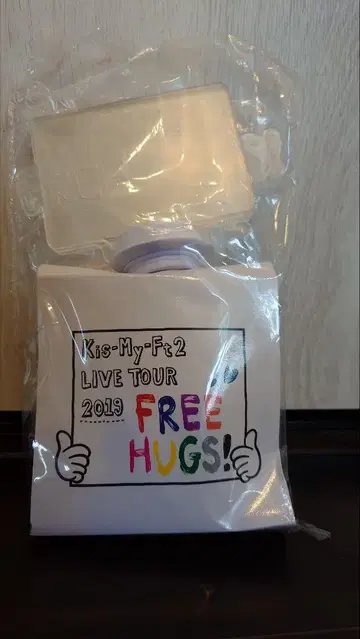 Kis-My-Ft2
LIVE TOUR
2019 FREE
HUGS!